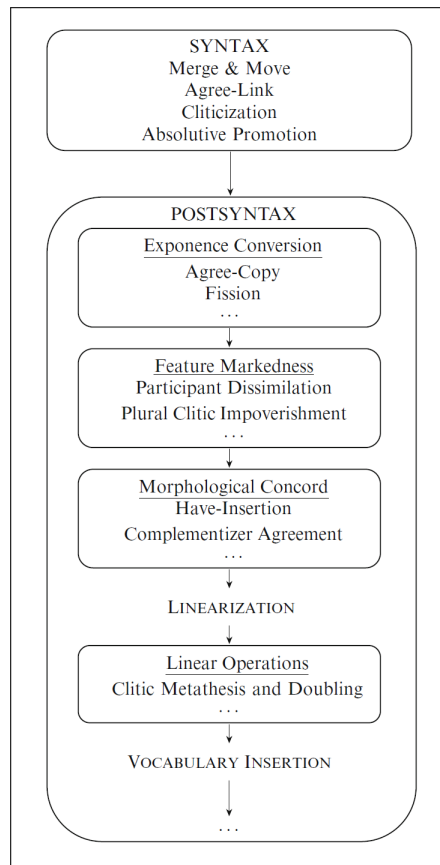 SYNTAX
Merge & Move
Agree-Link
Cliticization
Absolutive Promotion
POSTSYNTAX
Exponence Conversion
Agree-Copy
Fission
...
Feature Markedness
Participant Dissimilation
Plural Clitic Impoverishment
...
Morphological Concord
Have-Insertion
Complementizer Agreement
...
LINEARIZATION
Linear Operations
Clitic Metathesis and Doubling
...
VOCABULARY INSERTION
...